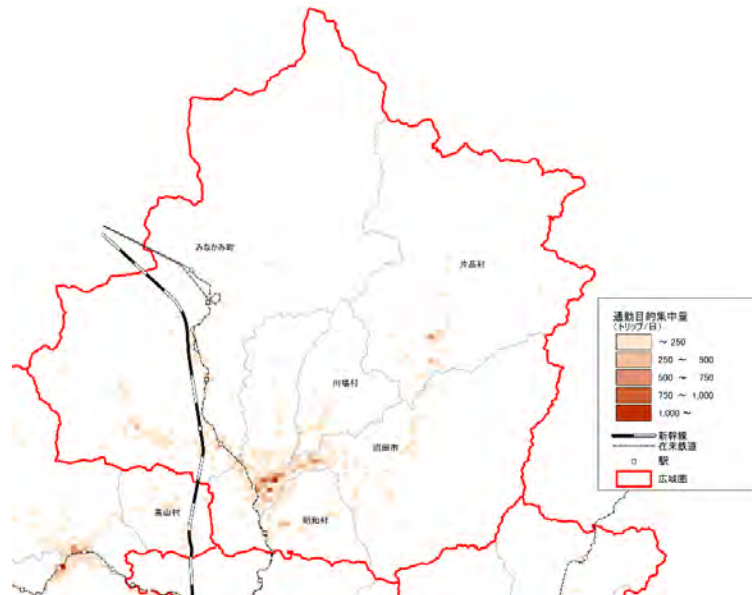 みなかみ町
片品村
川場村
沼田市
高山村
昭和村
通勤目的集中量
(トリップ/日)
～ 250
250 ～ 500
500 ～ 750
750 ～ 1,000
1,000 ～
新幹線
在来鉄道
駅
広域圏